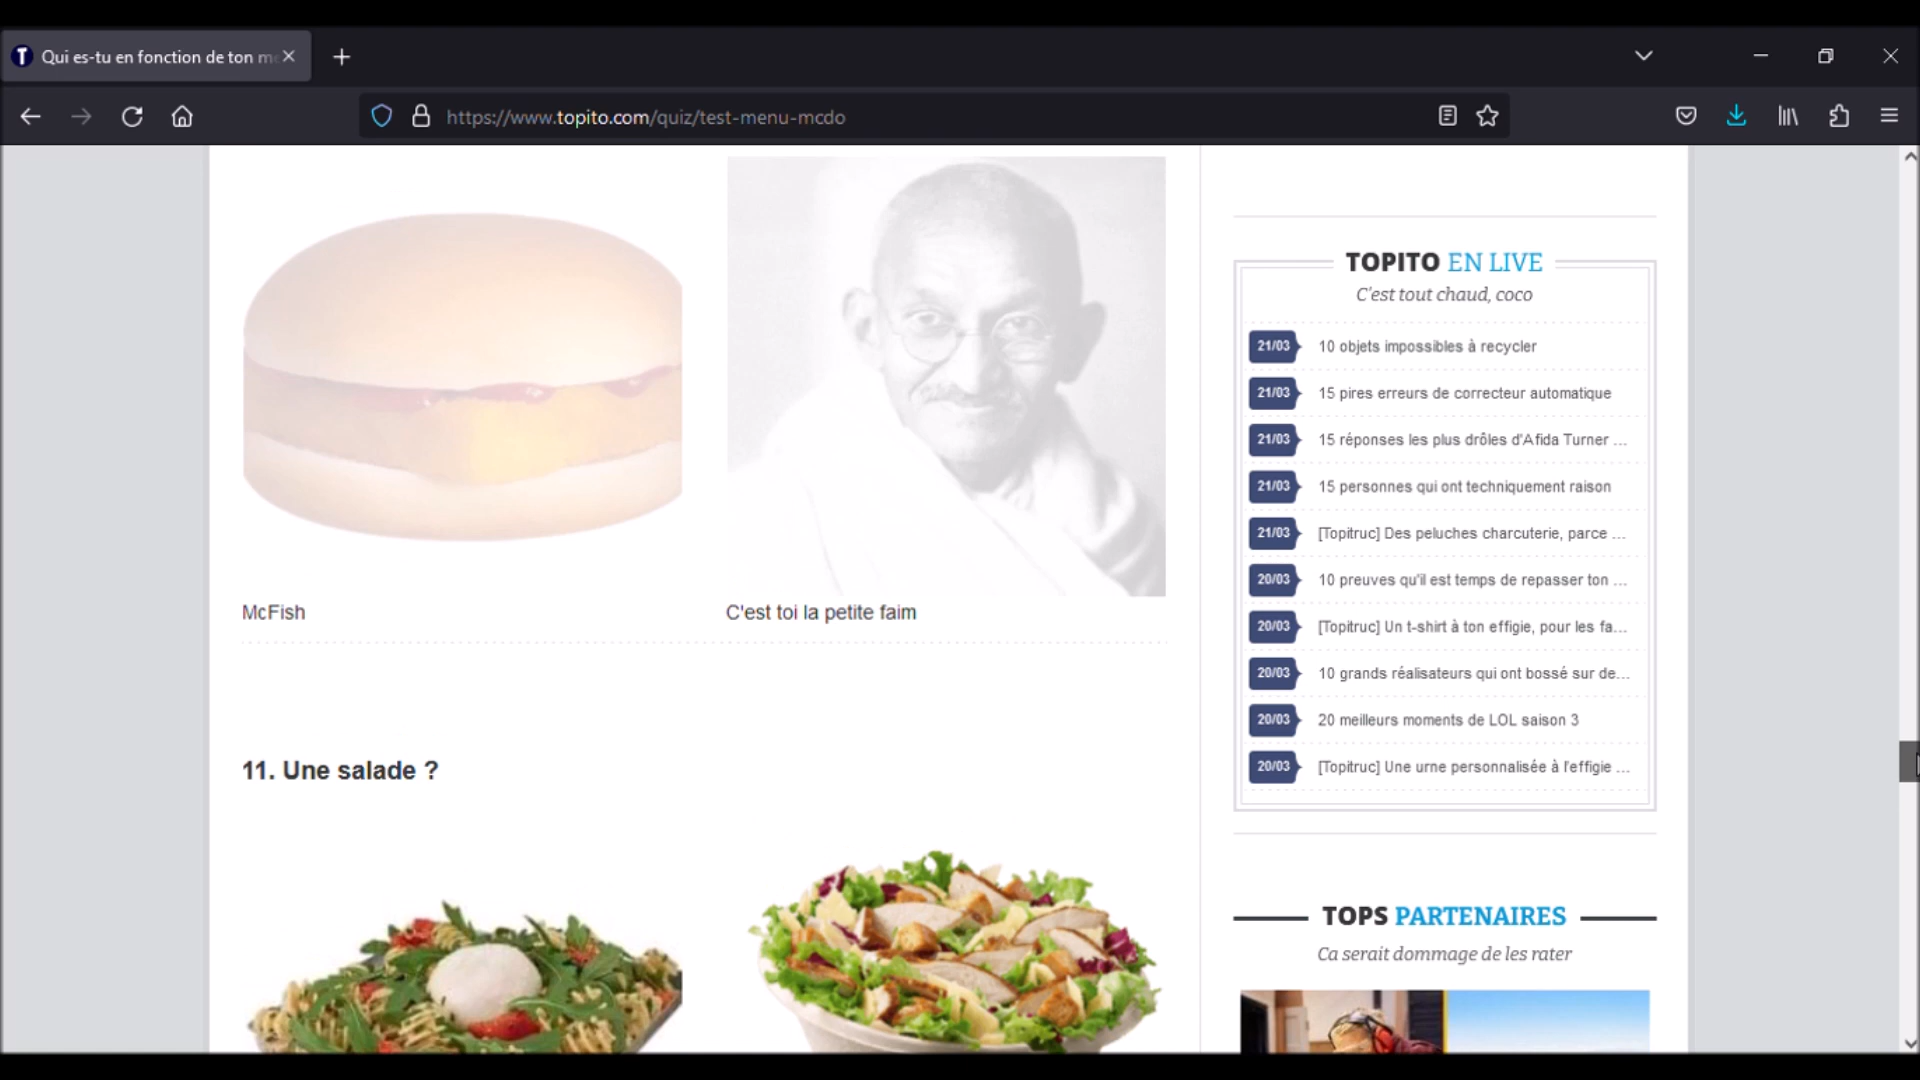 Qui es-tu en fonction de ton m
https://www.topito.com/quiz/test-menu-mcdo
McFish
C'est toi la petite faim
11. Une salade ?
TOPITO EN LIVE
C'est tout chaud, coco
21/03 10 objets impossibles à recycler
21/03 15 pires erreurs de correcteur automatique
21/03 15 réponses les plus drôles d'Afida Turner ...
21/03 15 personnes qui ont techniquement raison
21/03 [Topitruc] Des peluches charcuterie, parce ...
20/03 10 preuves qu'il est temps de repasser ton ...
20/03 [Topitruc] Un t-shirt à ton effigie, pour les fa...
20/03 10 grands réalisateurs qui ont bossé sur de...
20/03 20 meilleurs moments de LOL saison 3
20/03 [Topitruc] Une urne personnalisée à l'effigie ...
TOPS PARTENAIRES
Ca serait dommage de les rater